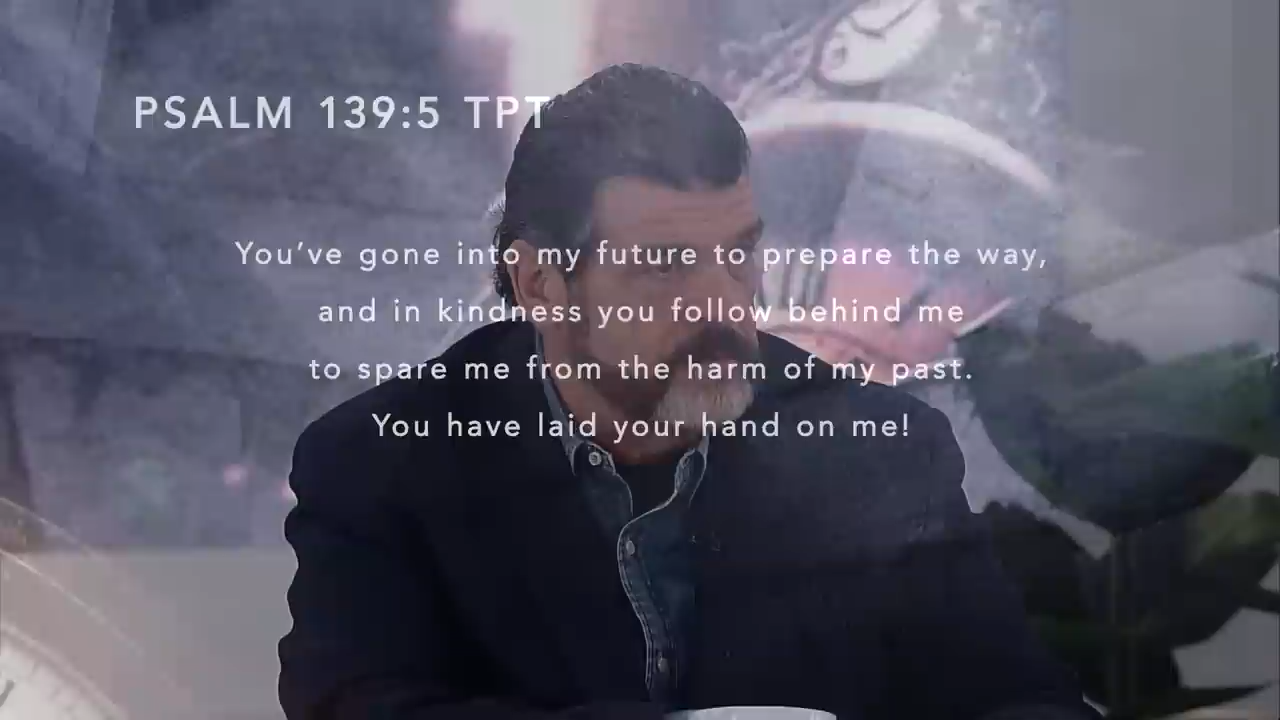 PSALM 139:5 TPT
You’ve gone into my future to prepare the way,
and in kindness you follow behind me
to spare me from the harm of my past.
You have laid your hand on me!